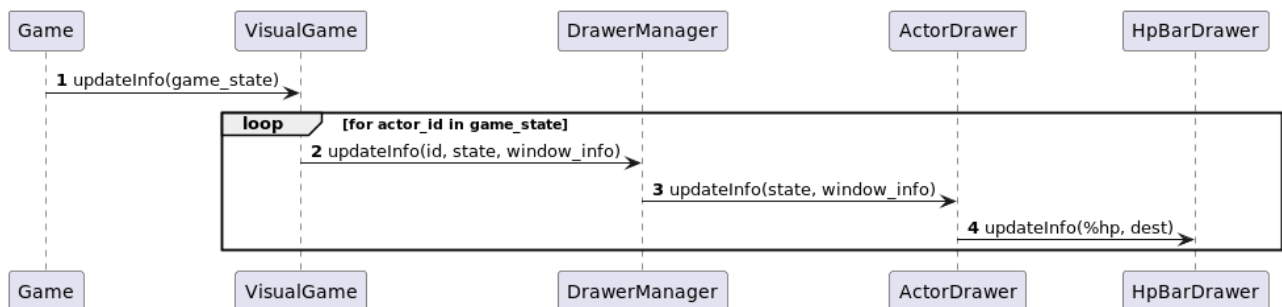 Game VisualGame DrawerManager ActorDrawer HpBarDrawer
1 updateInfo(game_state)
loop [for actor_id in game_state]
2 updateInfo(id, state, window_info)
3 updateInfo(state, window_info)
4 updateInfo(%hp, dest)
Game VisualGame DrawerManager ActorDrawer HpBarDrawer